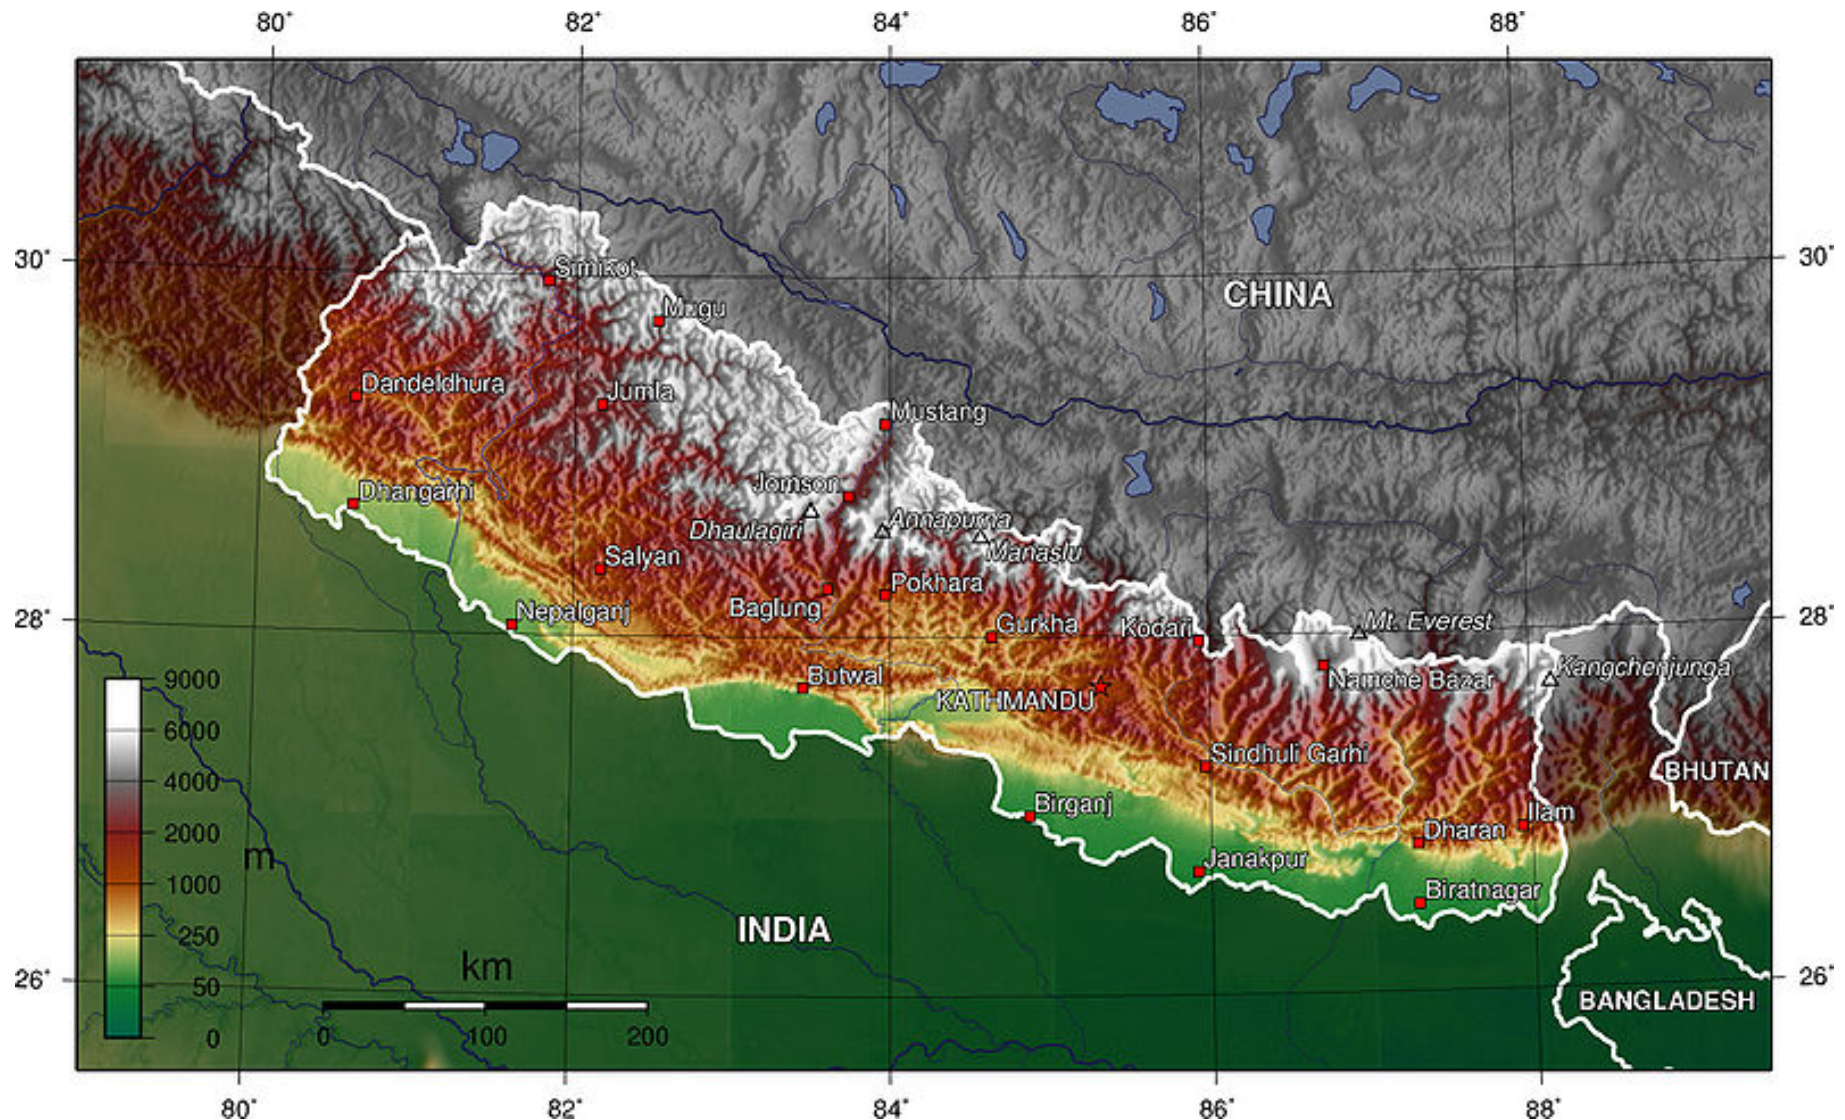 80° 82° 84° 86° 88°
30° 30°
CHINA
Simikot
Mugu
Dandeldhura
Jumla
Mustang
Jomson
Dhangarhi
Annapurna
Dhaulagiri
Manaslu
Salyan
Pokhara
Baglung
28° 28°
Nepalganj
Gurkha
Kodari
Mt. Everest
Kangchenjunga
Butwal
Namche Bazar
KATHMANDU
9000
6000
4000
2000
1000
250
50
0
m
Sindhuli Garhi
BHUTAN
Birganj
Ilam
Dharan
Janakpur
Biratnagar
INDIA
km
0 100 200
26° 26°
BANGLADESH
80° 82° 84° 86° 88°